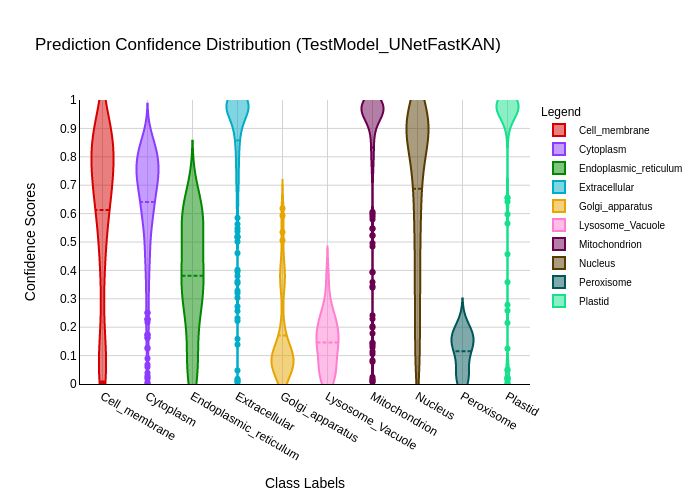 Prediction Confidence Distribution (TestModel_UNetFastKAN)
Confidence Scores
1
0.9
0.8
0.7
0.6
0.5
0.4
0.3
0.2
0.1
0
Cell_membrane
Cytoplasm
Endoplasmic_reticulum
Extracellular
Golgi_apparatus
Lysosome_Vacuole
Mitochondrion
Nucleus
Peroxisome
Plastid
Class Labels
Legend
Cell_membrane
Cytoplasm
Endoplasmic_reticulum
Extracellular
Golgi_apparatus
Lysosome_Vacuole
Mitochondrion
Nucleus
Peroxisome
Plastid